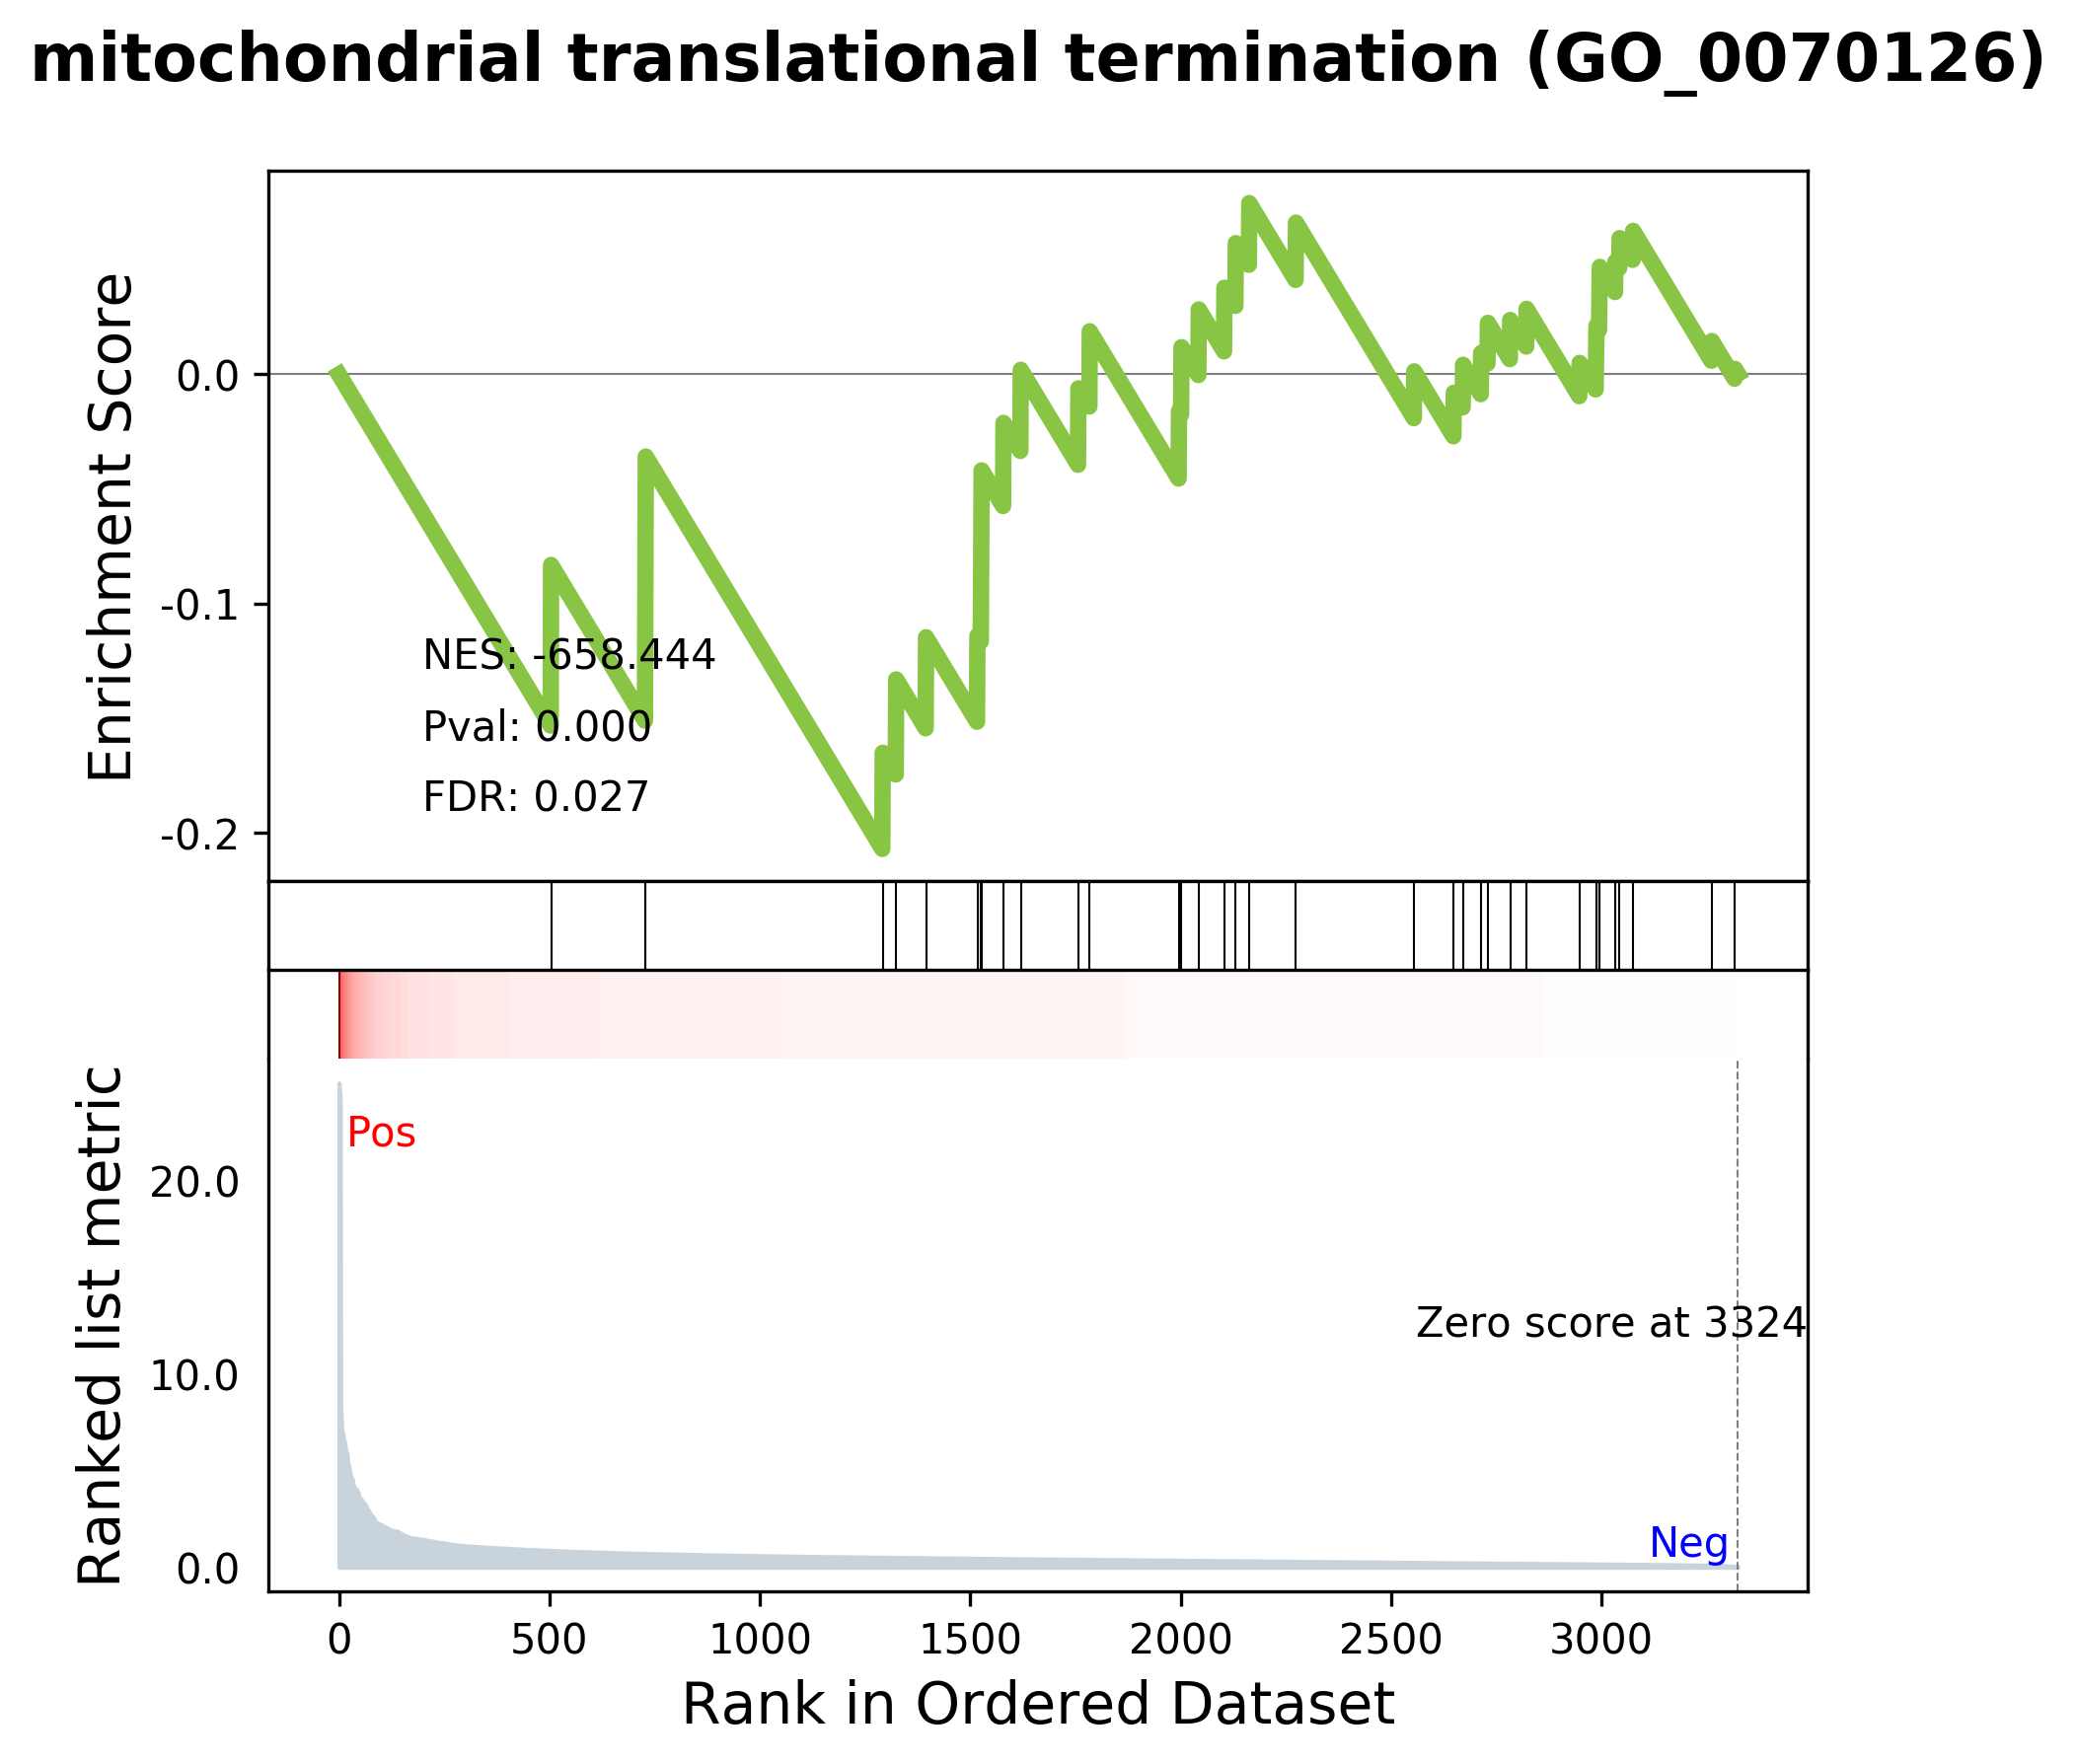 mitochondrial translational termination (GO_0070126)
Enrichment Score
0.0
-0.1
-0.2
NES: -658.444
Pval: 0.000
FDR: 0.027
Ranked list metric
20.0
10.0
0.0
Pos
Zero score at 3324
Neg
0 500 1000 1500 2000 2500 3000
Rank in Ordered Dataset